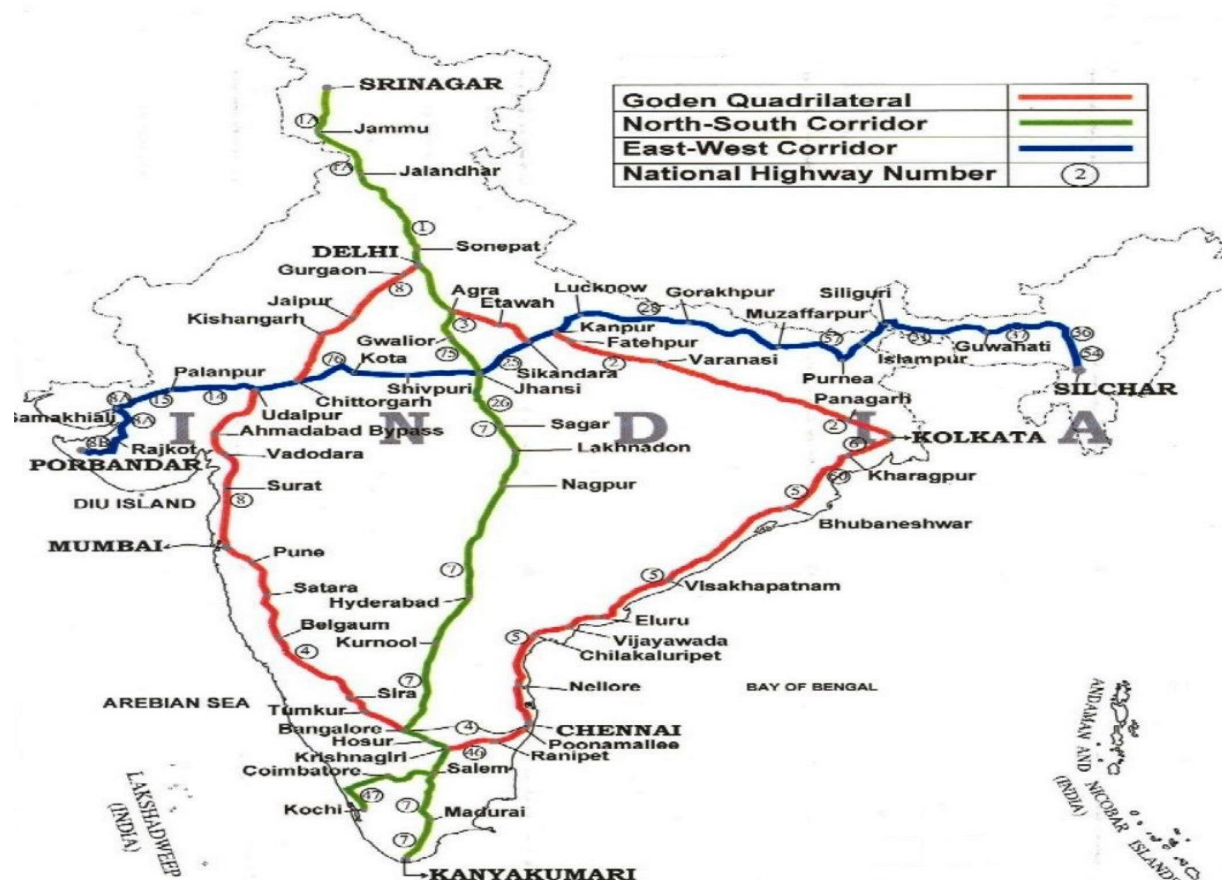 SRINAGAR
Goden Quadrilateral
North-South Corridor
East-West Corridor
National Highway Number
2
1A
Jammu
1A
Jalandhar
1
Sonepat
DELHI
Gurgaon
8
Agra
Etawah
Lucknow
Gorakhpur
Siliguri
28
Jaipur
Muzaffarpur
Kishangarh
3
Kanpur
57
31
Guwahati
37
36
Gwalior
Fatehpur
Islampur
54
75
76
Kota
25
Sikandara
2
Varanasi
Purnea
Palanpur
Shivpuri
Jhansi
SILCHAR
8A
15
14
Chittorgarh
26
Panagarh
Samakhiali
8A
Udalpur
I N D I A
Sagar
7
2
KOLKATA
Ahmadabad Bypass
8B
Rajkot
6
Lakhnadon
PORBANDAR
Vadodara
60
Kharagpur
Nagpur
DIU ISLAND
Surat
8
5
Bhubaneshwar
MUMBAI
Pune
7
5
Visakhapatnam
Satara
Hyderabad
Eluru
Belgaum
Kurnool
5
Vijayawada
4
Chilakaluripet
7
Nellore
BAY OF BENGAL
AREBIAN SEA
Sira
Tumkur
Bangalore
4
CHENNAI
Hosur
Poonamallee
Krishnagiri
46
Ranipet
Coimbatore
Salem
47
Kochi
7
Madurai
7
KANYAKUMARI
LAKSHADWEEP
(INDIA)
ANDAMAN AND NICOBAR ISLANDS
(INDIA)